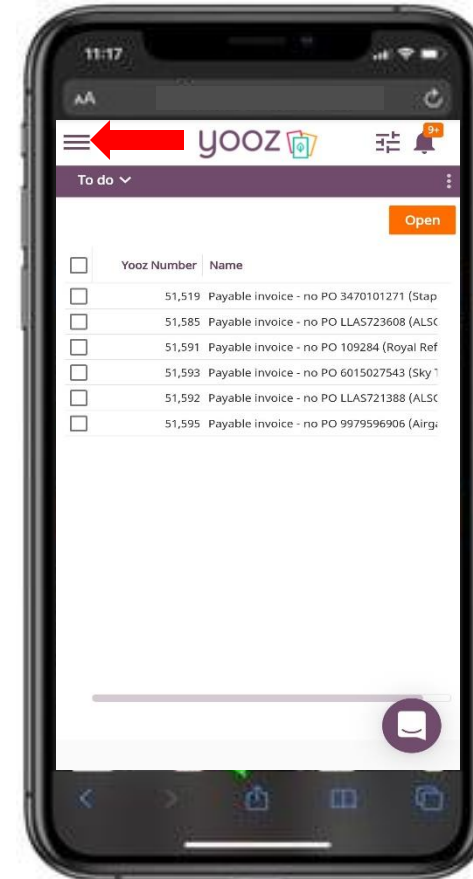 11:17
AA
yooz
9+
To do
Open
Yooz Number Name
51,519 Payable invoice - no PO 3470101271 (Stap
51,585 Payable invoice - no PO LLAS723608 (ALSC
51,591 Payable invoice - no PO 109284 (Royal Ref
51,593 Payable invoice - no PO 6015027543 (Sky T
51,592 Payable invoice - no PO LLAS721388 (ALSC
51,595 Payable invoice - no PO 9979596906 (Airga